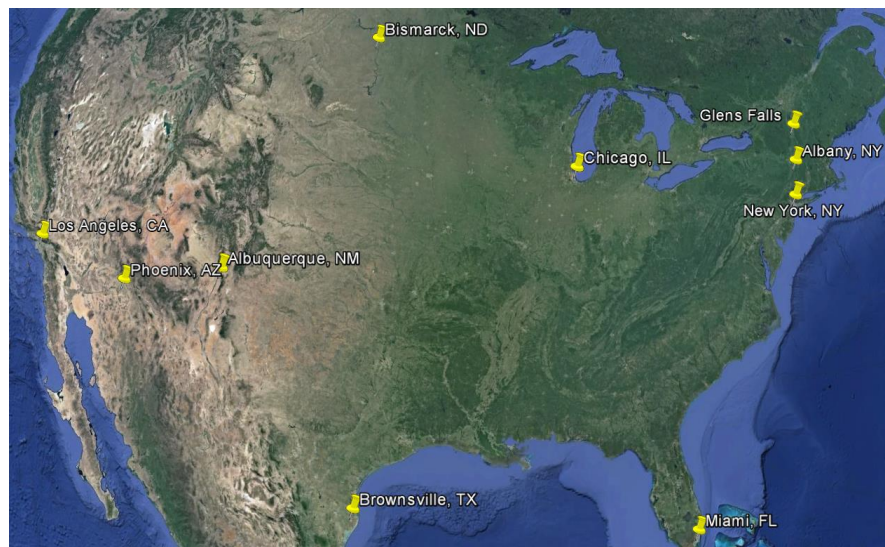 Bismarck, ND
Glens Falls
Albany, NY
Chicago, IL
New York, NY
Los Angeles, CA
Albuquerque, NM
Phoenix, AZ
Brownsville, TX
Miami, FL